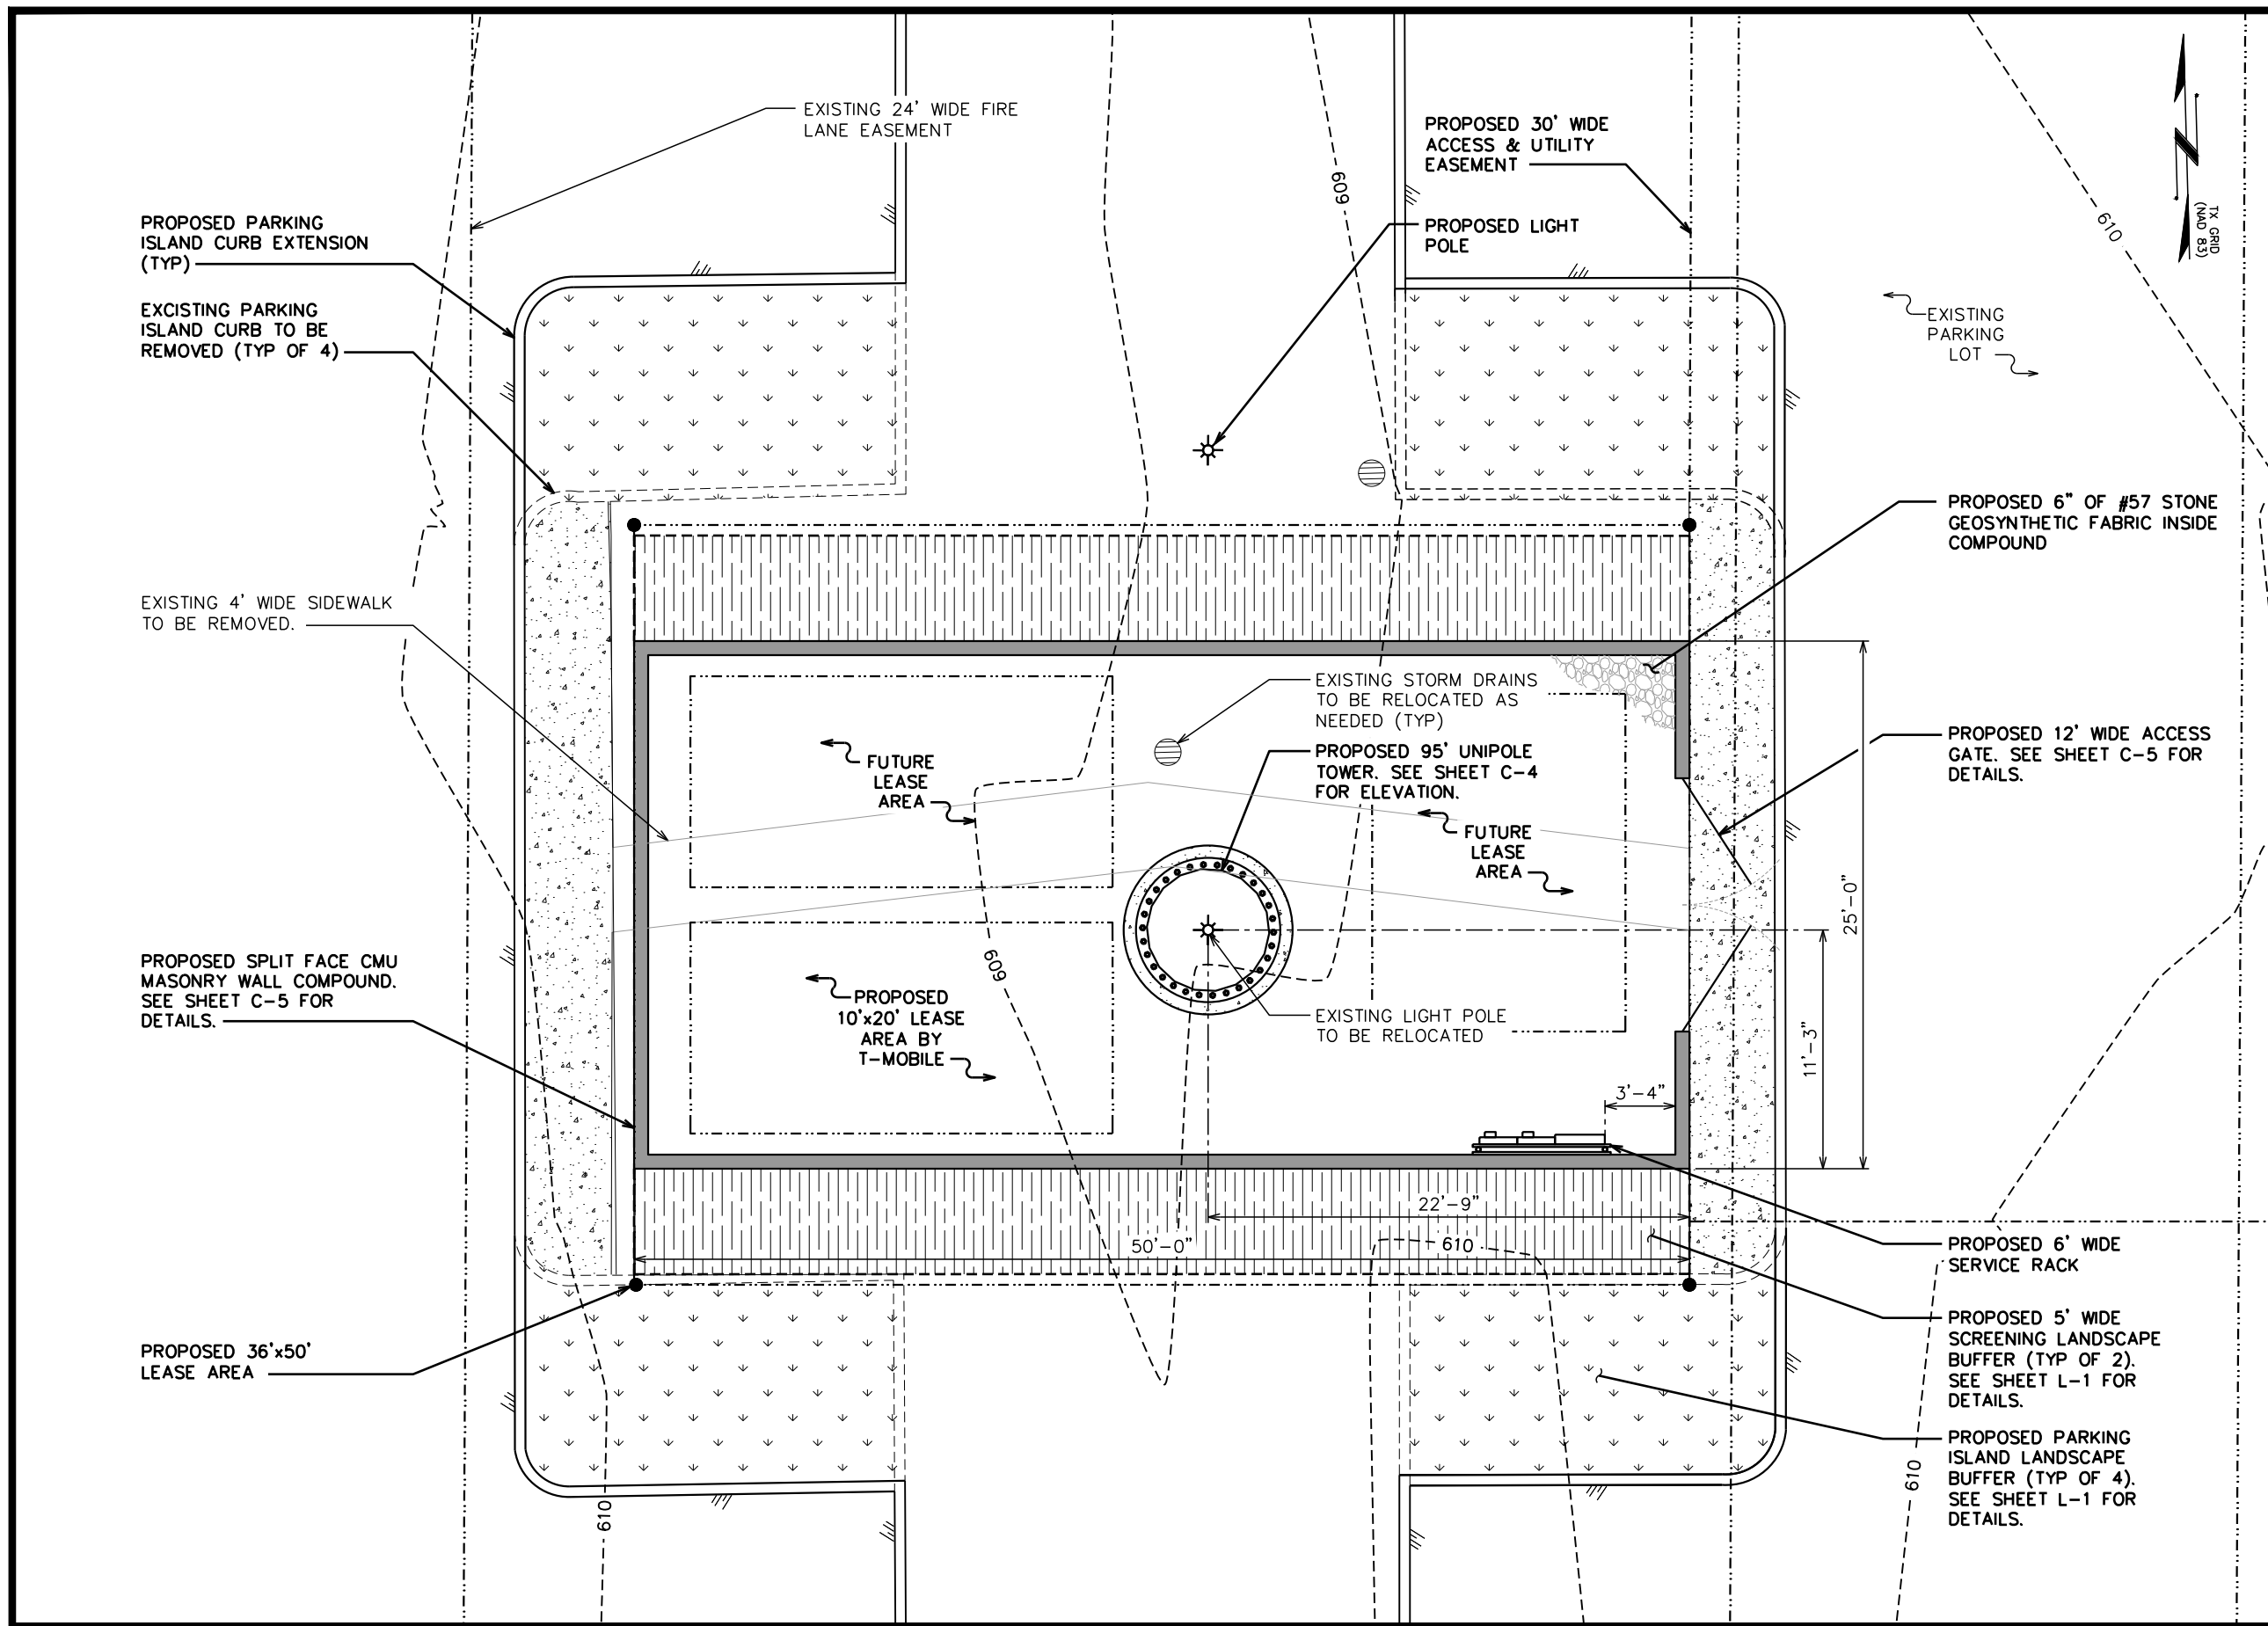 EXISTING 24' WIDE FIRE
LANE EASEMENT
PROPOSED 30' WIDE
ACCESS & UTILITY
EASEMENT
609
TX GRID
(NAD 83)
610
PROPOSED PARKING
ISLAND CURB EXTENSION
(TYP)
PROPOSED LIGHT
POLE
EXCISTING PARKING
ISLAND CURB TO BE
REMOVED (TYP OF 4)
EXISTING
PARKING
LOT
PROPOSED 6" OF #57 STONE
GEOSYNTHETIC FABRIC INSIDE
COMPOUND
EXISTING 4' WIDE SIDEWALK
TO BE REMOVED.
EXISTING STORM DRAINS
TO BE RELOCATED AS
NEEDED (TYP)
PROPOSED 12' WIDE ACCESS
GATE. SEE SHEET C-5 FOR
DETAILS.
FUTURE
LEASE
AREA
PROPOSED 95' UNIPOLE
TOWER. SEE SHEET C-4
FOR ELEVATION.
FUTURE
LEASE
AREA
25'-0"
609
PROPOSED SPLIT FACE CMU
MASONRY WALL COMPOUND.
SEE SHEET C-5 FOR
DETAILS.
PROPOSED
10'x20' LEASE
AREA BY
T-MOBILE
EXISTING LIGHT POLE
TO BE RELOCATED
11'-3"
3'-4"
22'-9"
50'-0"
610
PROPOSED 6' WIDE
SERVICE RACK
PROPOSED 36'x50'
LEASE AREA
PROPOSED 5' WIDE
SCREENING LANDSCAPE
BUFFER (TYP OF 2).
SEE SHEET L-1 FOR
DETAILS.
PROPOSED PARKING
ISLAND LANDSCAPE
BUFFER (TYP OF 4).
SEE SHEET L-1 FOR
DETAILS.
610
610